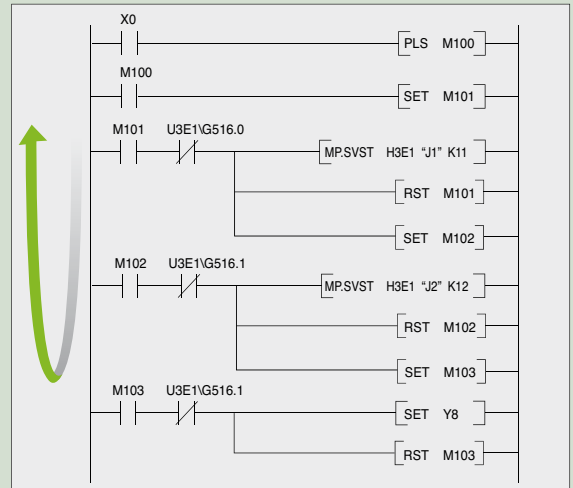 X0
PLS M100
M100
SET M101
M101 U3E1\G516.0
MP.SVST H3E1 “J1” K11
RST M101
SET M102
M102 U3E1\G516.1
MP.SVST H3E1 “J2” K12
RST M102
SET M103
M103 U3E1\G516.1
SET Y8
RST M103